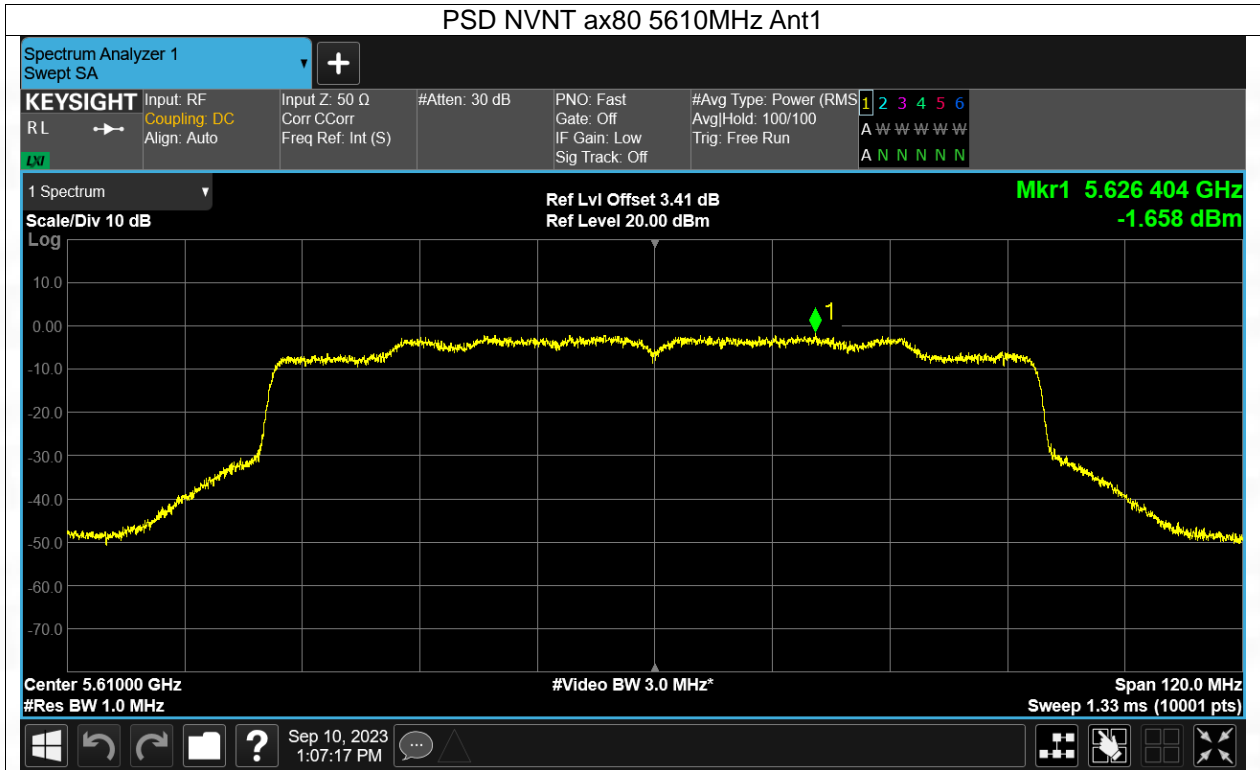 PSD NVNT ax80 5610MHz Ant1
Spectrum Analyzer 1
Swept SA
KEYSIGHT
RL
LXI
Input: RF
Coupling: DC
Align: Auto
Input Z: 50 Ω
Corr CCorr
Freq Ref: Int (S)
#Atten: 30 dB
PNO: Fast
Gate: Off
IF Gain: Low
Sig Track: Off
#Avg Type: Power (RMS
Avg|Hold: 100/100
Trig: Free Run
1 2 3 4 5 6
A W W W W W
A N N N N N
1 Spectrum
Scale/Div 10 dB
Ref Lvl Offset 3.41 dB
Ref Level 20.00 dBm
Mkr1 5.626 404 GHz
-1.658 dBm
Log
10.0
0.00
-10.0
-20.0
-30.0
-40.0
-50.0
-60.0
-70.0
1
Center 5.61000 GHz
#Res BW 1.0 MHz
#Video BW 3.0 MHz*
Span 120.0 MHz
Sweep 1.33 ms (10001 pts)
?
Sep 10, 2023
1:07:17 PM